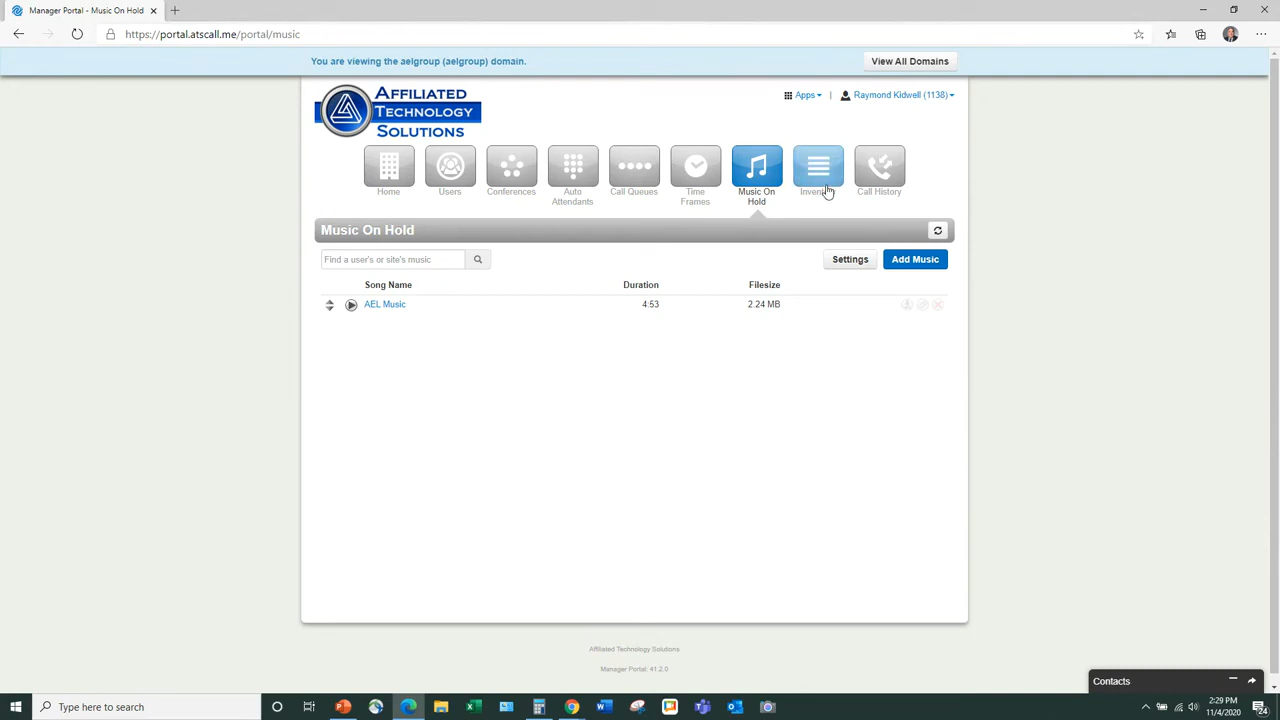 Manager Portal - Music On Hold
https://portal.atscall.me/portal/music
You are viewing the aelgroup (aelgroup) domain.
View All Domains
AFFILIATED
TECHNOLOGY
SOLUTIONS
Apps
Raymond Kidwell (1138)
Home
Users
Conferences
Auto
Attendants
Call Queues
Time
Frames
Music On
Hold
Call History
Music On Hold
Find a user's or site's music
Settings
Add Music
Song Name
Duration
Filesize
AEL Music
4:53
2.24 MB
Affiliated Technology Solutions
Manager Portal: 41.2.0
Contacts
Type here to search
2:29 PM
11/4/2020
24